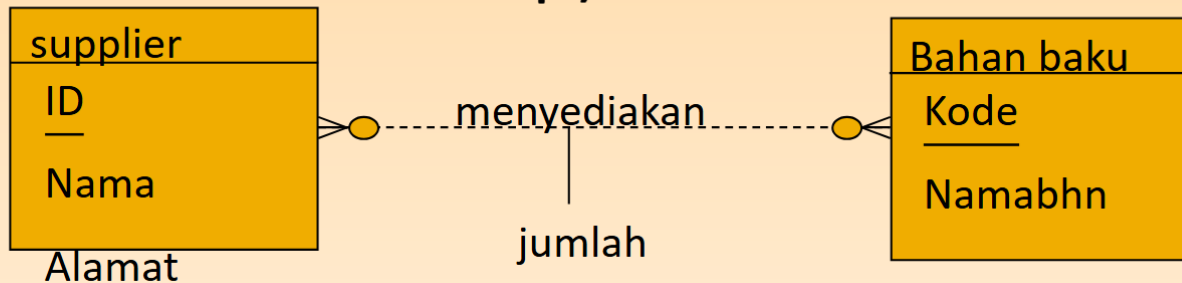 supplier
ID
Nama
Alamat
menyediakan
jumlah
Bahan baku
Kode
Namabhn